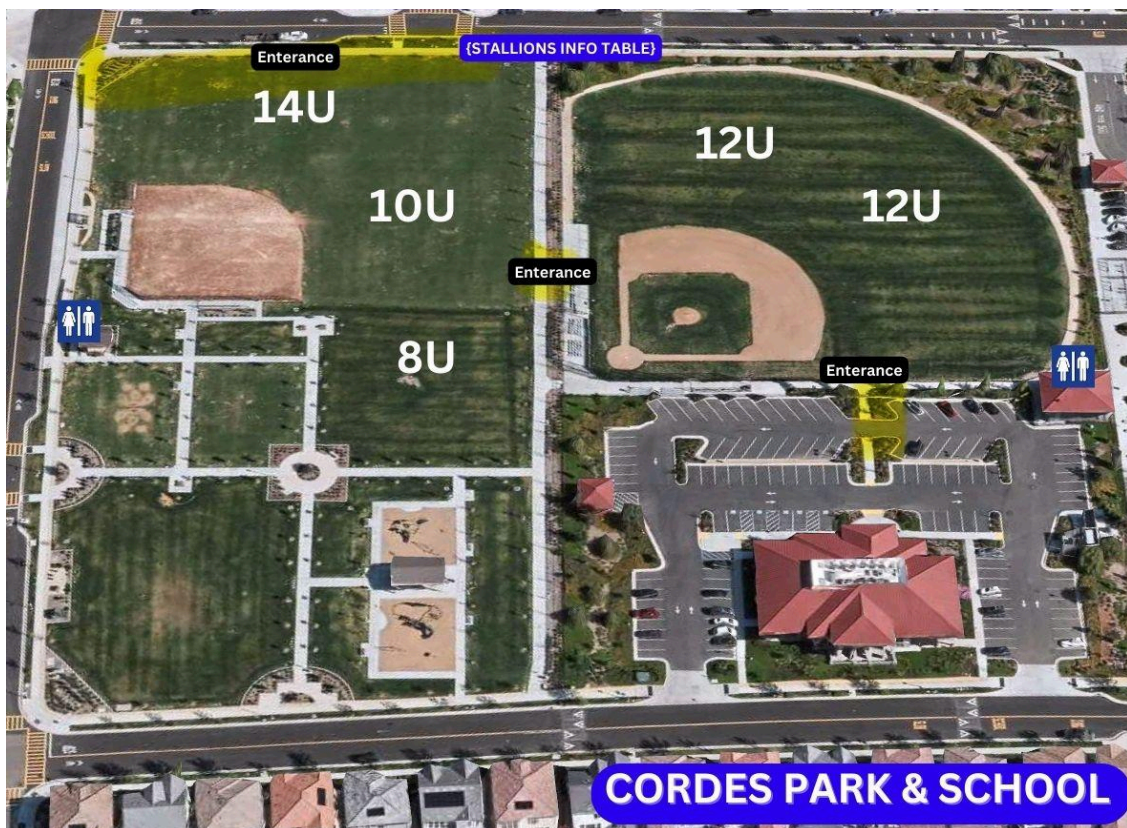 {STALLIONS INFO TABLE}
Enterance
14U
12U
10U
12U
Enterance
8U
Enterance
CORDES PARK & SCHOOL